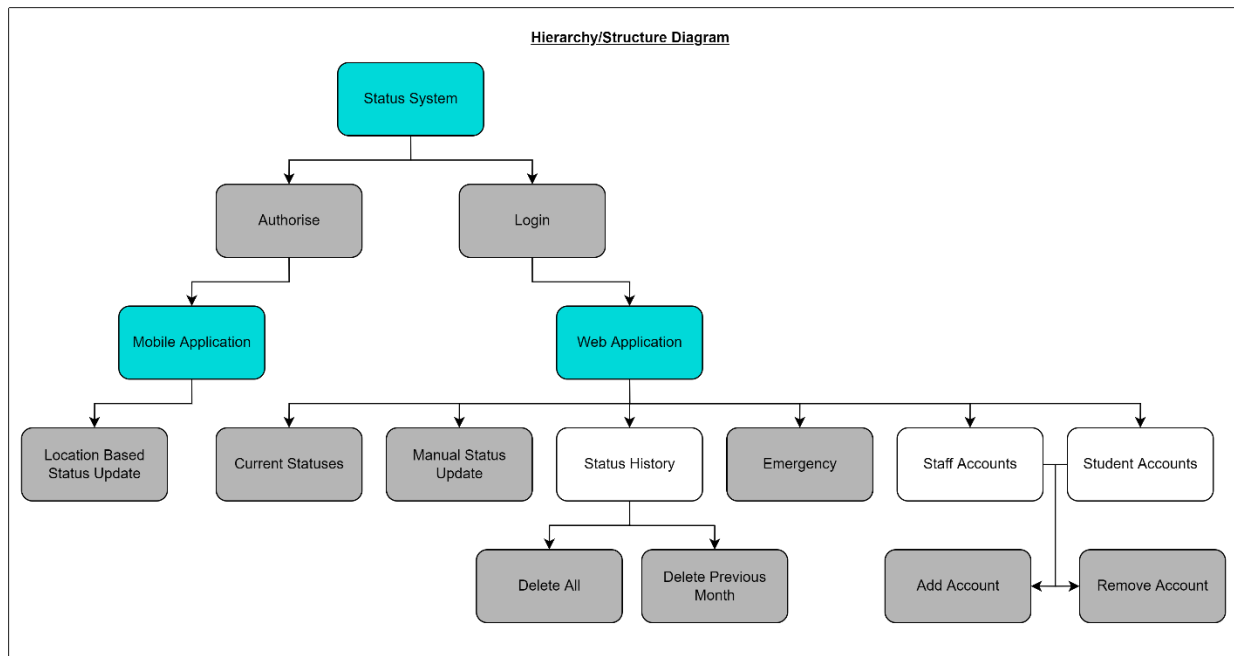 Hierarchy/Structure Diagram
Status System
Authorise
Login
Mobile Application
Web Application
Location Based
Status Update
Current Statuses
Manual Status
Update
Status History
Emergency
Staff Accounts
Student Accounts
Delete All
Delete Previous
Month
Add Account
Remove Account